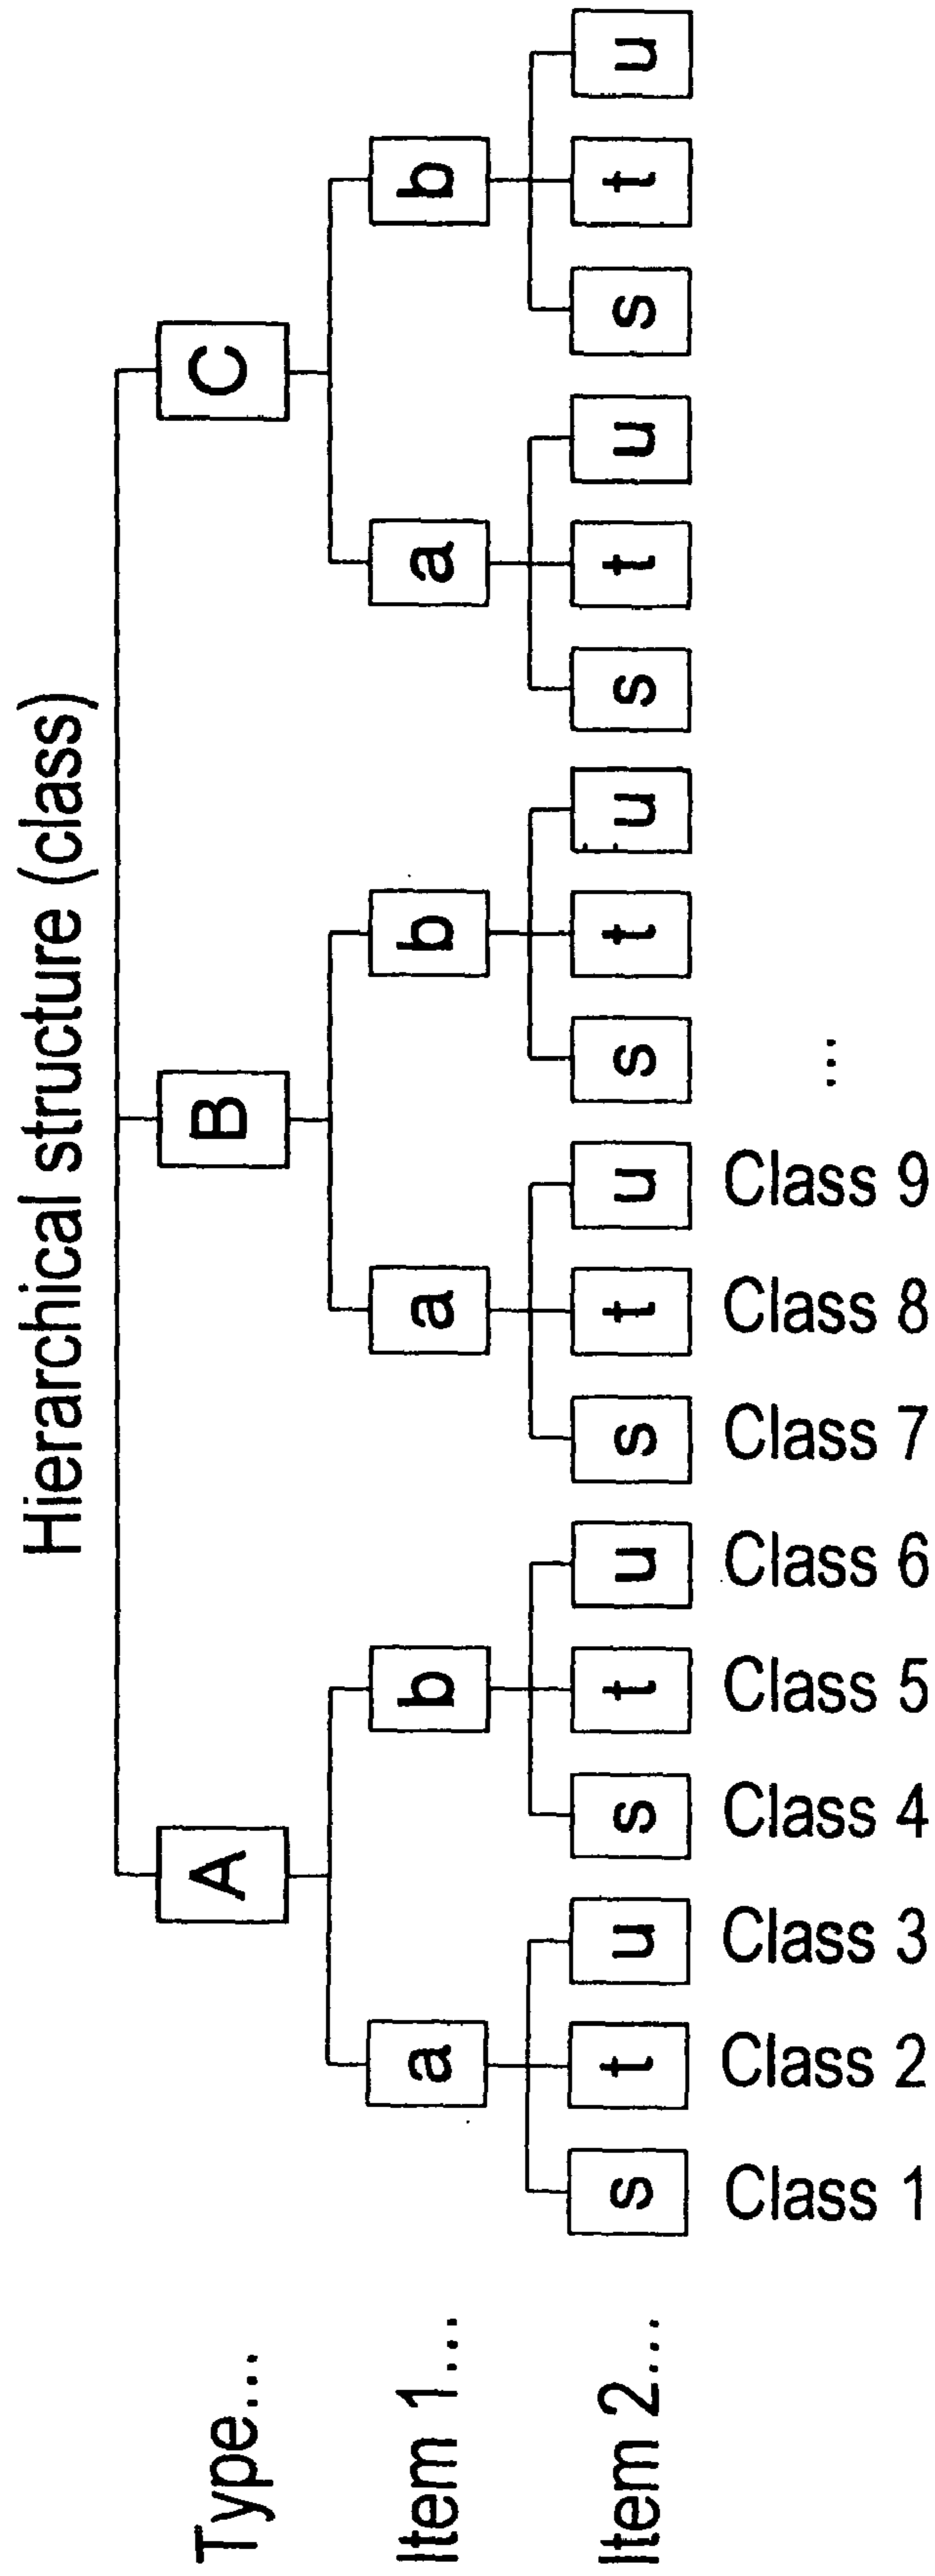 Hierarchical structure (class)
Type... A B C
Item 1... a b a b a b
Item 2... s t u s t u s t u s t u s t u s t u
Class 1 Class 2 Class 3 Class 4 Class 5 Class 6 Class 7 Class 8 Class 9 ...